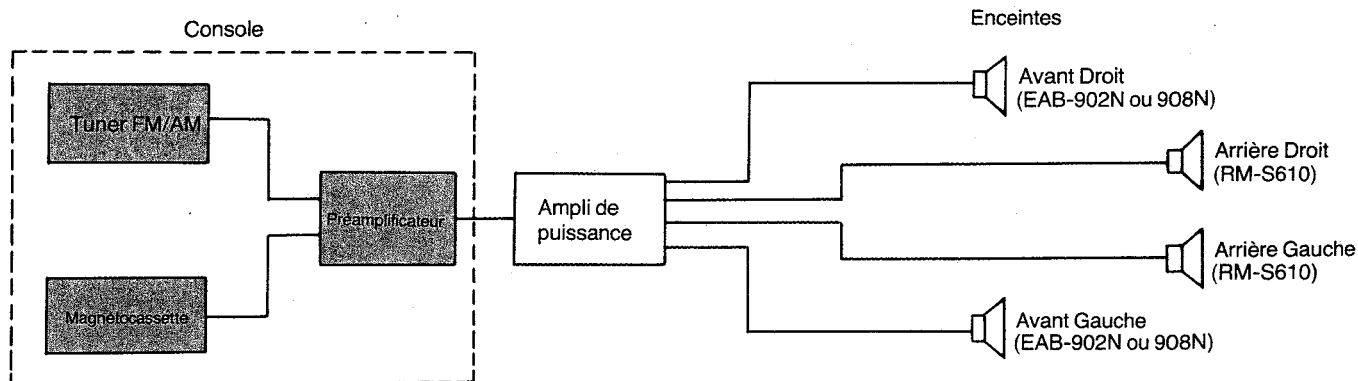 Console
Enceintes
Tuner FM/AM
Préamplificateur
Magnétocassette
Ampli de
puissance
Avant Droit
(EAB-902N ou 908N)
Arrière Droit
(RM-S610)
Arrière Gauche
(RM-S610)
Avant Gauche
(EAB-902N ou 908N)